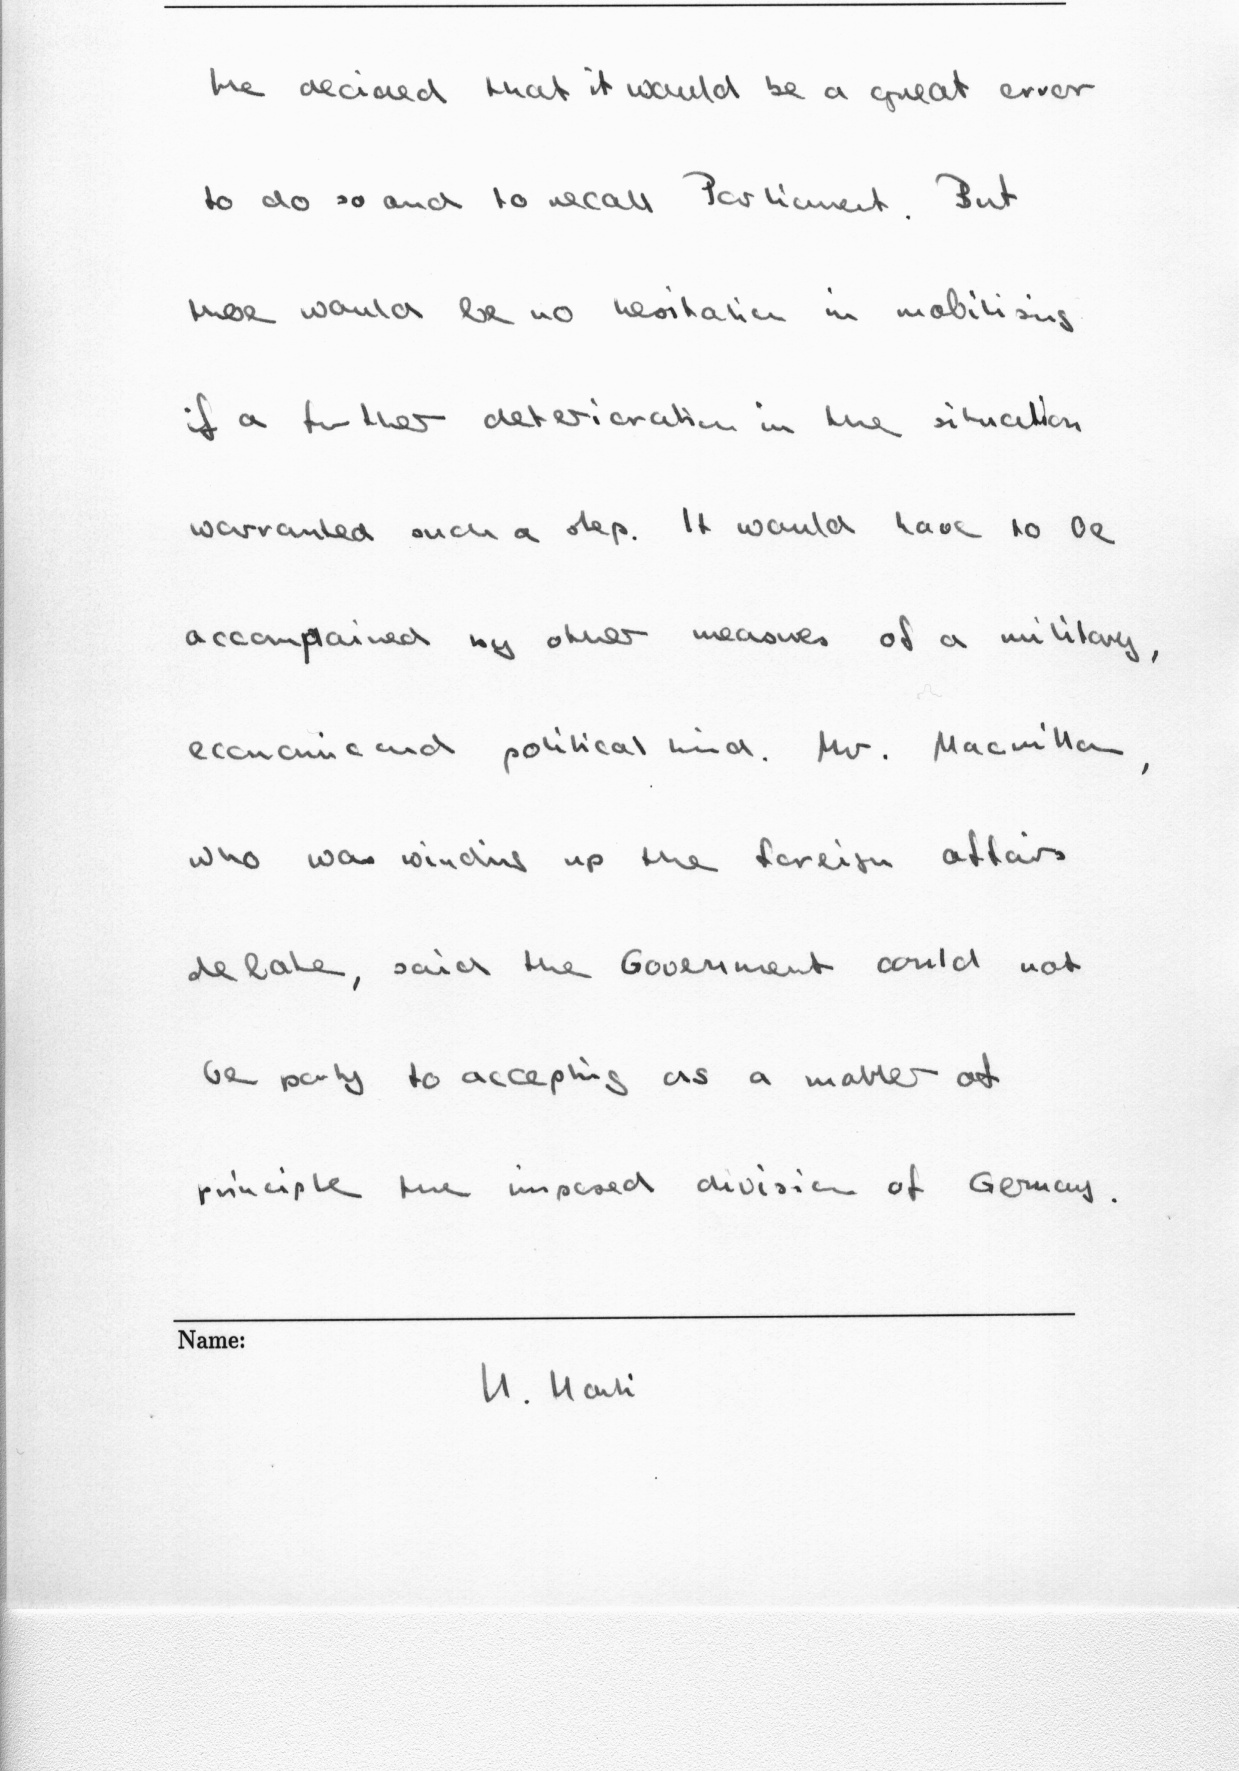 He decided that it would be a great error
to do so and to recall Parliament. But
there would be no hesitation in mobilising
if a further deterioration in the situation
warranted such a step. It would have to be
accompained by other measures of a military,
economic and political kind. Mr. Macmillan,
who was winding up the foreign affairs
debate, said the Government could not
be party to accepting as a matter of
principle the imposed division of Germany.
Name:
U. Marti